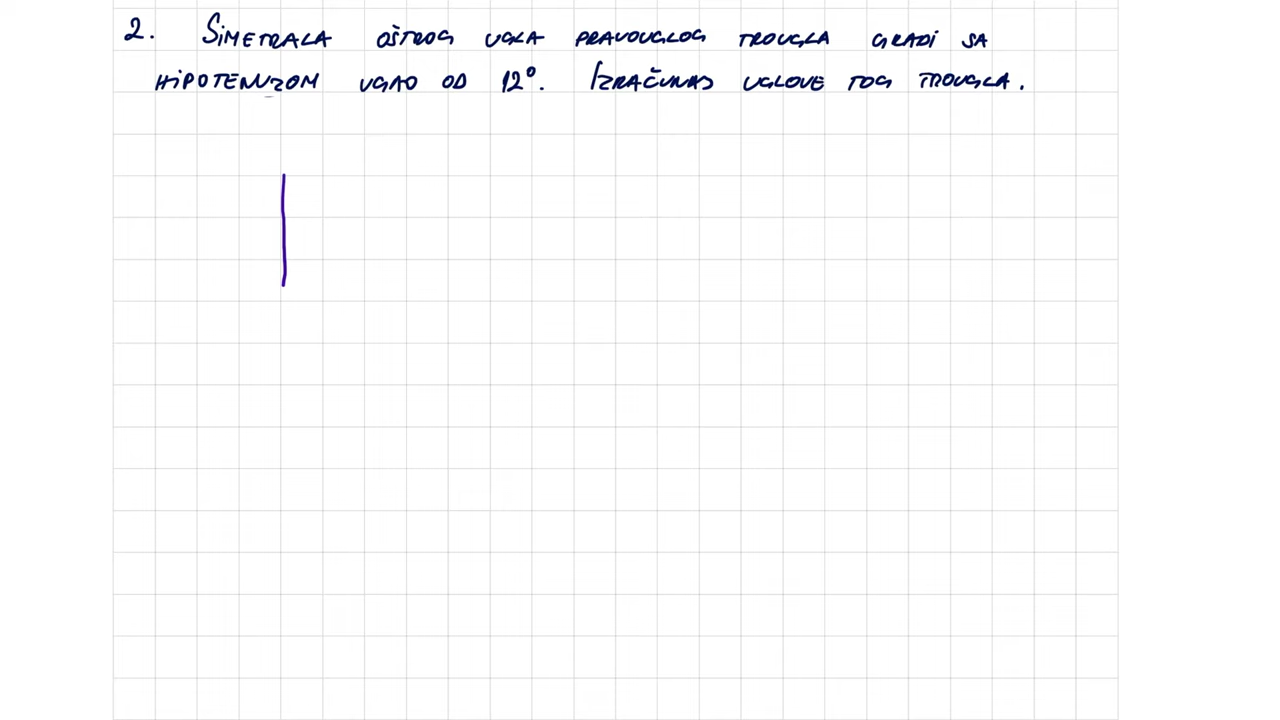 2. SIMETRALA OŠTROG UGLA PRAVOUGLOG TROUGLA GRADI SA
HIPOTENUZOM UGAO OD 12°. IZRAČUNAJ UGLOVE TOG TROUGLA.